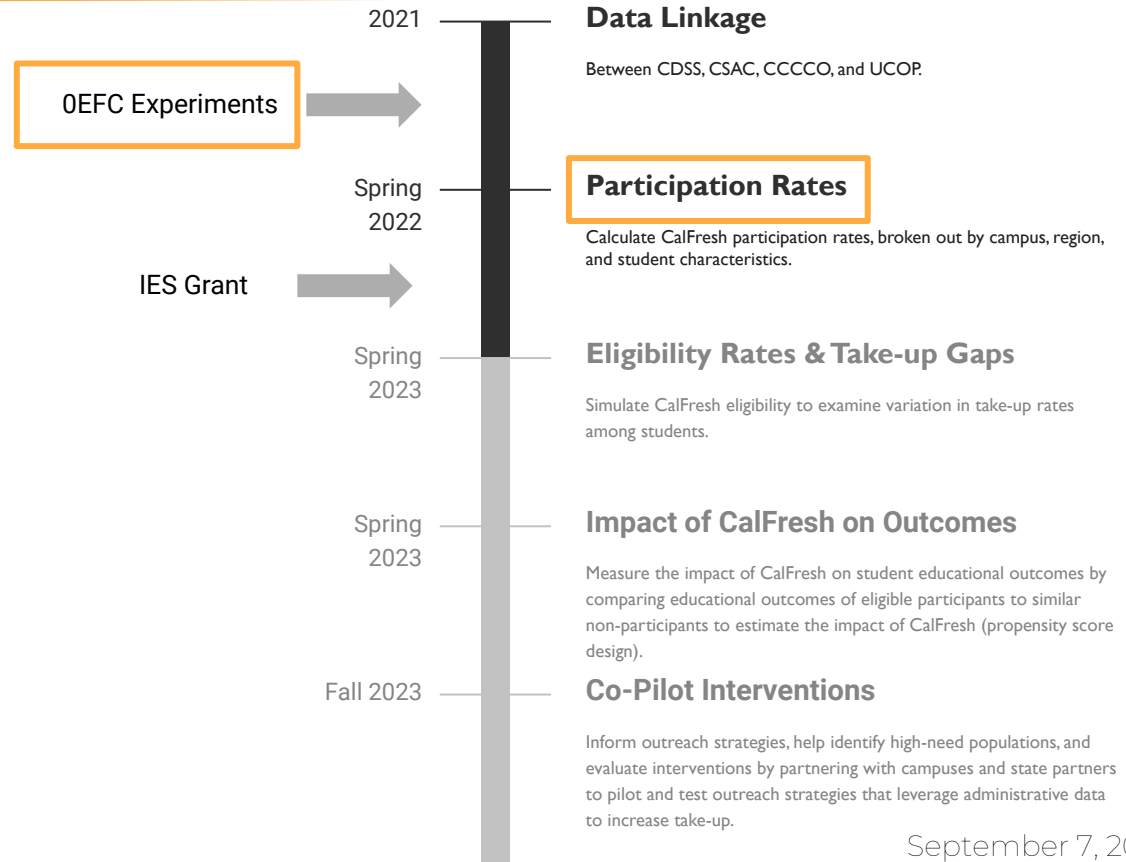 2021
Data Linkage
Between CDSS, CSAC, CCCCO, and UCOP.
0EFC Experiments
Spring
2022
Participation Rates
Calculate CalFresh participation rates, broken out by campus, region,
and student characteristics.
IES Grant
Spring
2023
Eligibility Rates & Take-up Gaps
Simulate CalFresh eligibility to examine variation in take-up rates
among students.
Spring
2023
Impact of CalFresh on Outcomes
Measure the impact of CalFresh on student educational outcomes by
comparing educational outcomes of eligible participants to similar
non-participants to estimate the impact of CalFresh (propensity score
design).
Fall 2023
Co-Pilot Interventions
Inform outreach strategies, help identify high-need populations, and
evaluate interventions by partnering with campuses and state partners
to pilot and test outreach strategies that leverage administrative data
to increase take-up.
September 7,